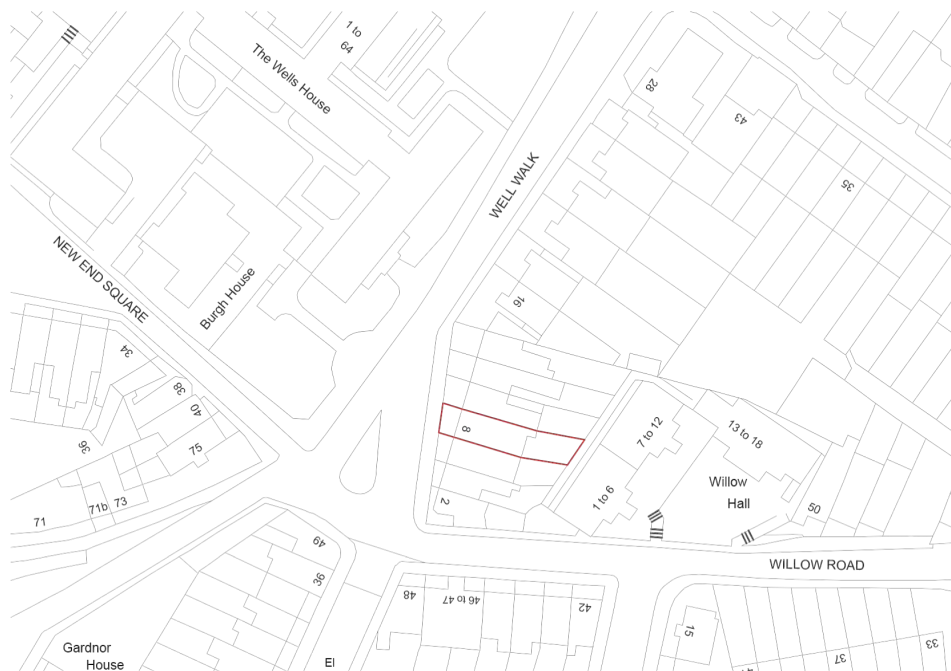 1 to
64
The Wells House
28
43
35
WELL WALK
NEW END SQUARE
Burgh House
16
34
38
40
36
75
8
7 to 12
13 to 18
Willow
Hall
1 to 6
50
2
71
71b
73
49
36
WILLOW ROAD
48
46 to 47
42
15
33
37
Gardnor
House
El